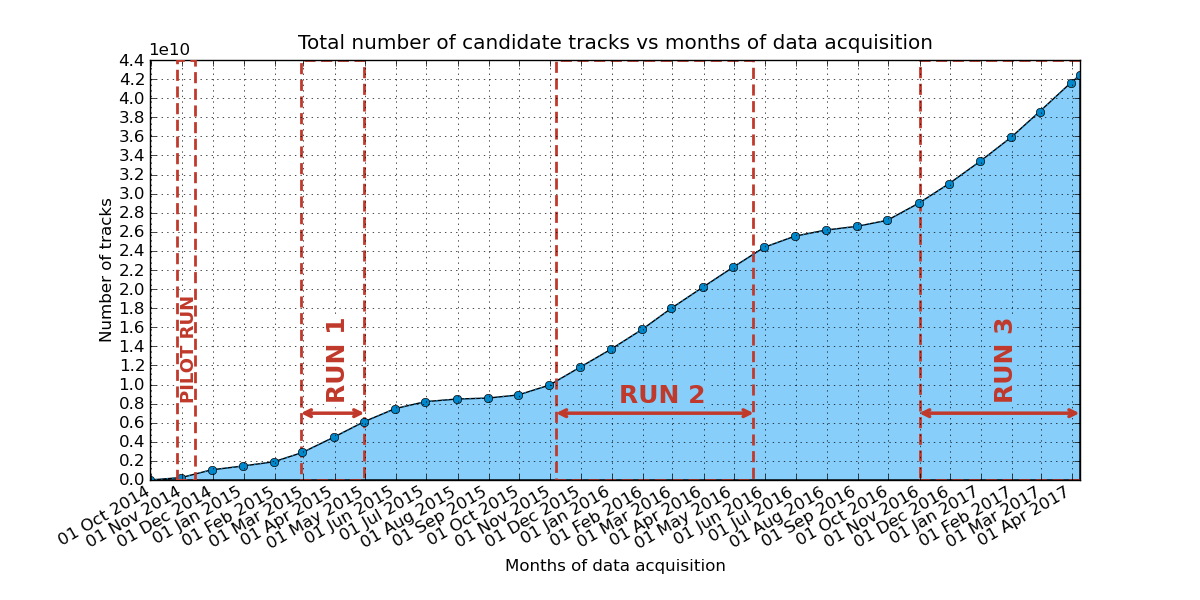 Total number of candidate tracks vs months of data acquisition
1e10
4.4
4.2
4.0
3.8
3.6
3.4
3.2
3.0
2.8
2.6
2.4
2.2
2.0
1.8
1.6
1.4
1.2
1.0
0.8
0.6
0.4
0.2
0.0
Number of tracks
PILOT RUN
RUN 1
RUN 2
RUN 3
01 Oct 2014
01 Nov 2014
01 Dec 2014
01 Jan 2015
01 Feb 2015
01 Mar 2015
01 Apr 2015
01 May 2015
01 Jun 2015
01 Jul 2015
01 Aug 2015
01 Sep 2015
01 Oct 2015
01 Nov 2015
01 Dec 2015
01 Jan 2016
01 Feb 2016
01 Mar 2016
01 Apr 2016
01 May 2016
01 Jun 2016
01 Jul 2016
01 Aug 2016
01 Sep 2016
01 Oct 2016
01 Nov 2016
01 Dec 2016
01 Jan 2017
01 Feb 2017
01 Mar 2017
01 Apr 2017
Months of data acquisition